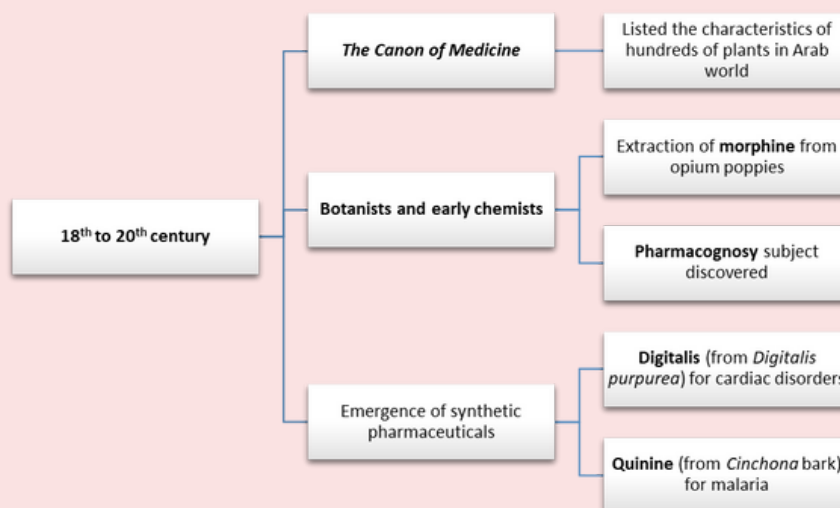 The Canon of Medicine
Listed the characteristics of
hundreds of plants in Arab
world
Extraction of morphine from
opium poppies
Botanists and early chemists
18th to 20th century
Pharmacognosy subject
discovered
Digitalis (from Digitalis
purpurea) for cardiac disorders
Emergence of synthetic
pharmaceuticals
Quinine (from Cinchona bark)
for malaria